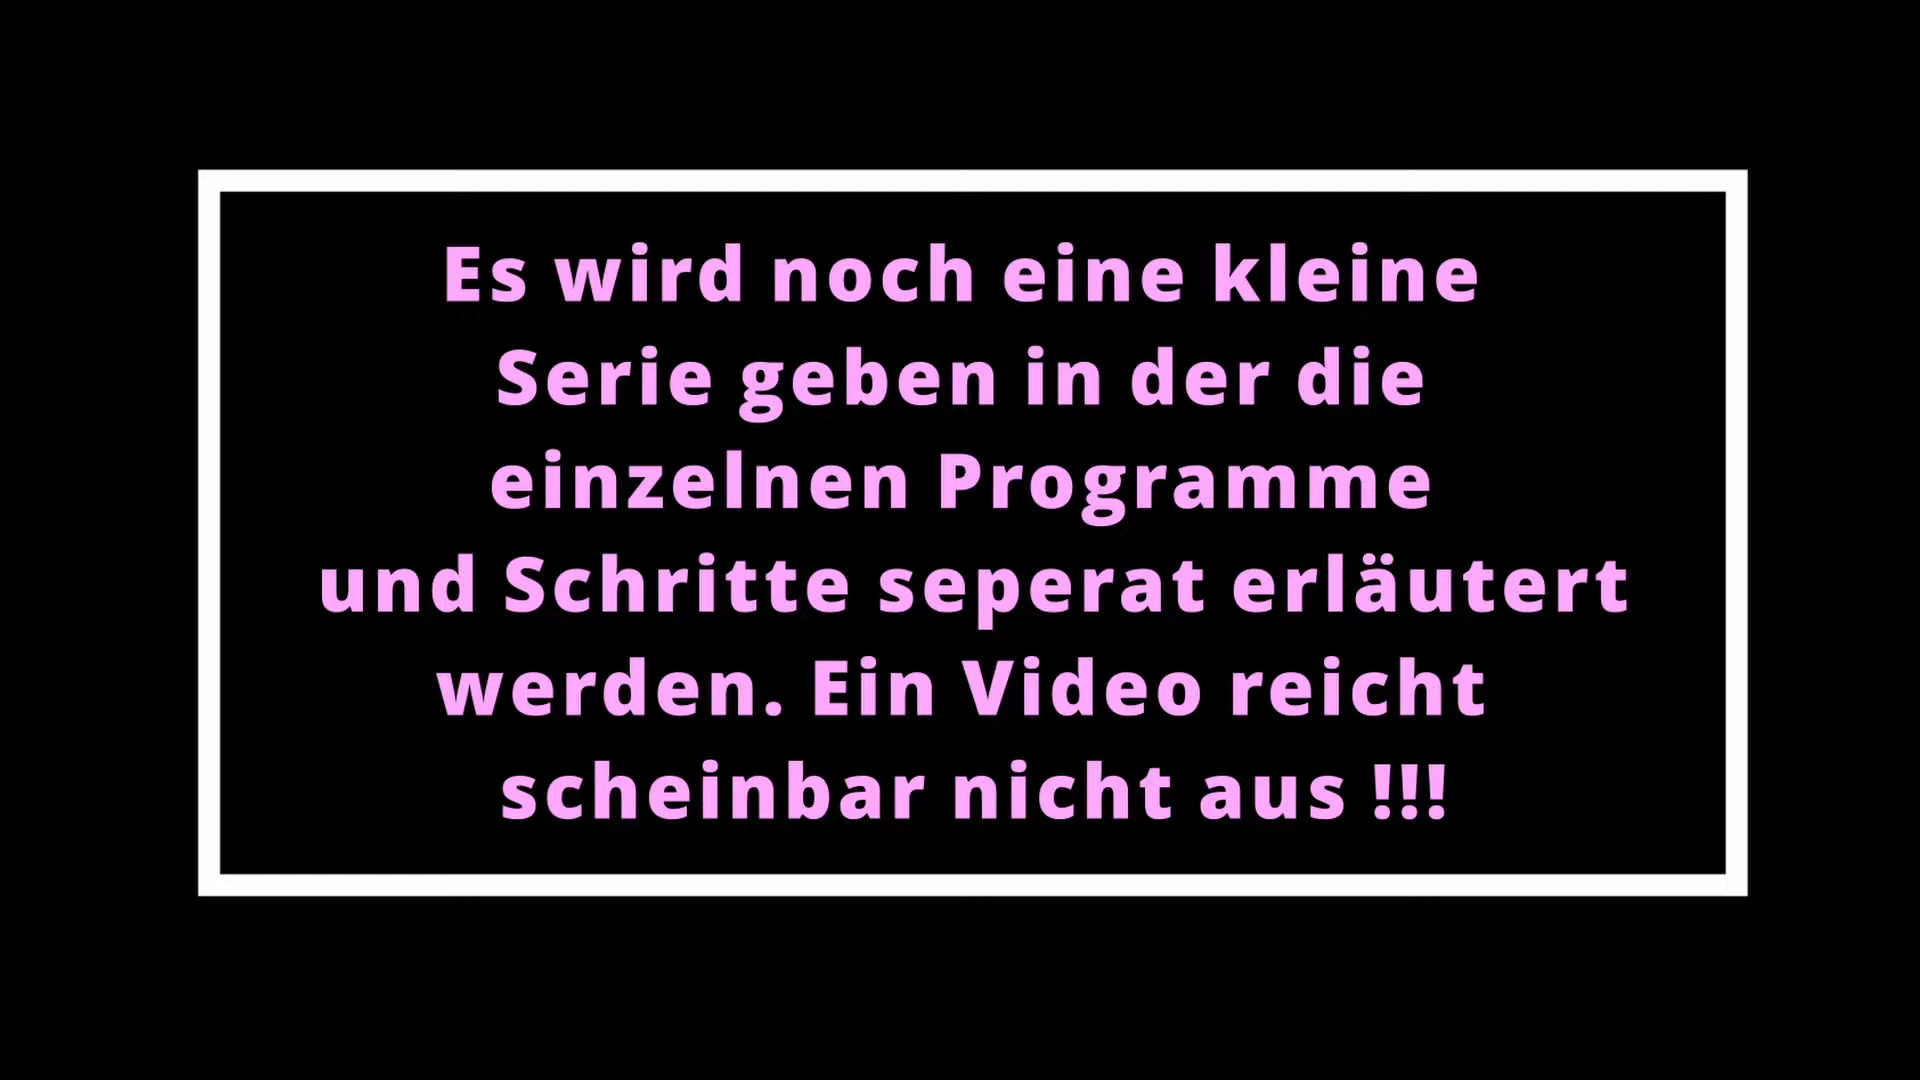 Es wird noch eine kleine
Serie geben in der die
einzelnen Programme
und Schritte seperat erläutert
werden. Ein Video reicht
scheinbar nicht aus !!!